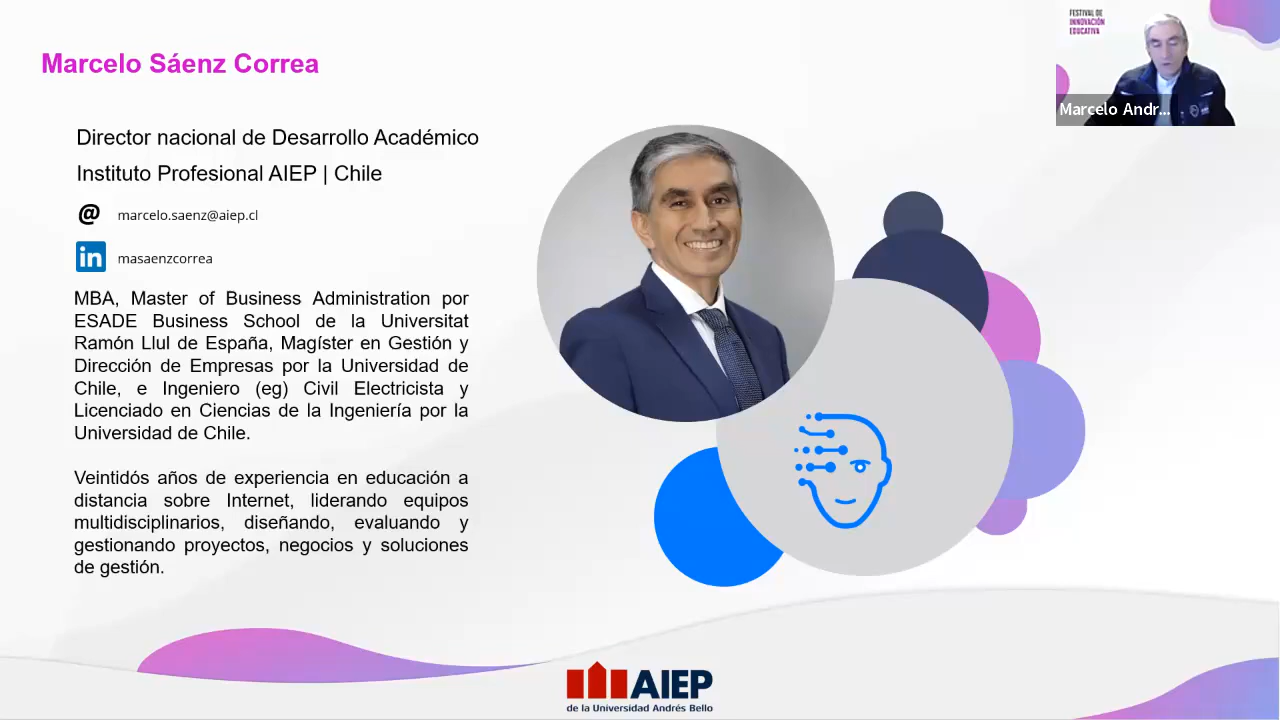 Marcelo Sáenz Correa
Director nacional de Desarrollo Académico
Instituto Profesional AIEP | Chile
@ marcelo.saenz@aiep.cl
in masaenzcorrea
MBA, Master of Business Administration por
ESADE Business School de la Universitat
Ramón Llul de España, Magíster en Gestión y
Dirección de Empresas por la Universidad de
Chile, e Ingeniero (eg) Civil Electricista y
Licenciado en Ciencias de la Ingeniería por la
Universidad de Chile.
Veintidós años de experiencia en educación a
distancia sobre Internet, liderando equipos
multidisciplinarios, diseñando, evaluando y
gestionando proyectos, negocios y soluciones
de gestión.
FESTIVAL DE
INNOVACIÓN
EDUCATIVA
Marcelo Andr...
AIEP
de la Universidad Andrés Bello